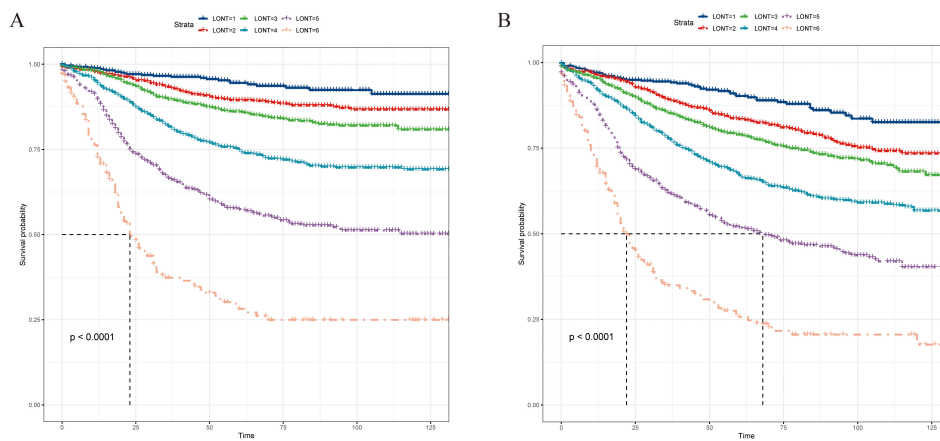 A
Strata
LONT=1 LONT=3 LONT=5
LONT=2 LONT=4 LONT=6
1.00
0.75
Survival probability
0.50
0.25
p < 0.0001
0.00
0 25 50 75 100 125
Time
B
Strata
LONT=1 LONT=3 LONT=5
LONT=2 LONT=4 LONT=6
1.00
0.75
Survival probability
0.50
0.25
p < 0.0001
0.00
0 25 50 75 100 125
Time